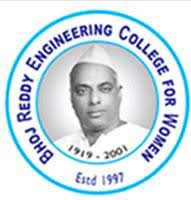 BHOJ REDDY ENGINEERING COLLEGE FOR WOMEN
1919 - 2001
Estd 1997